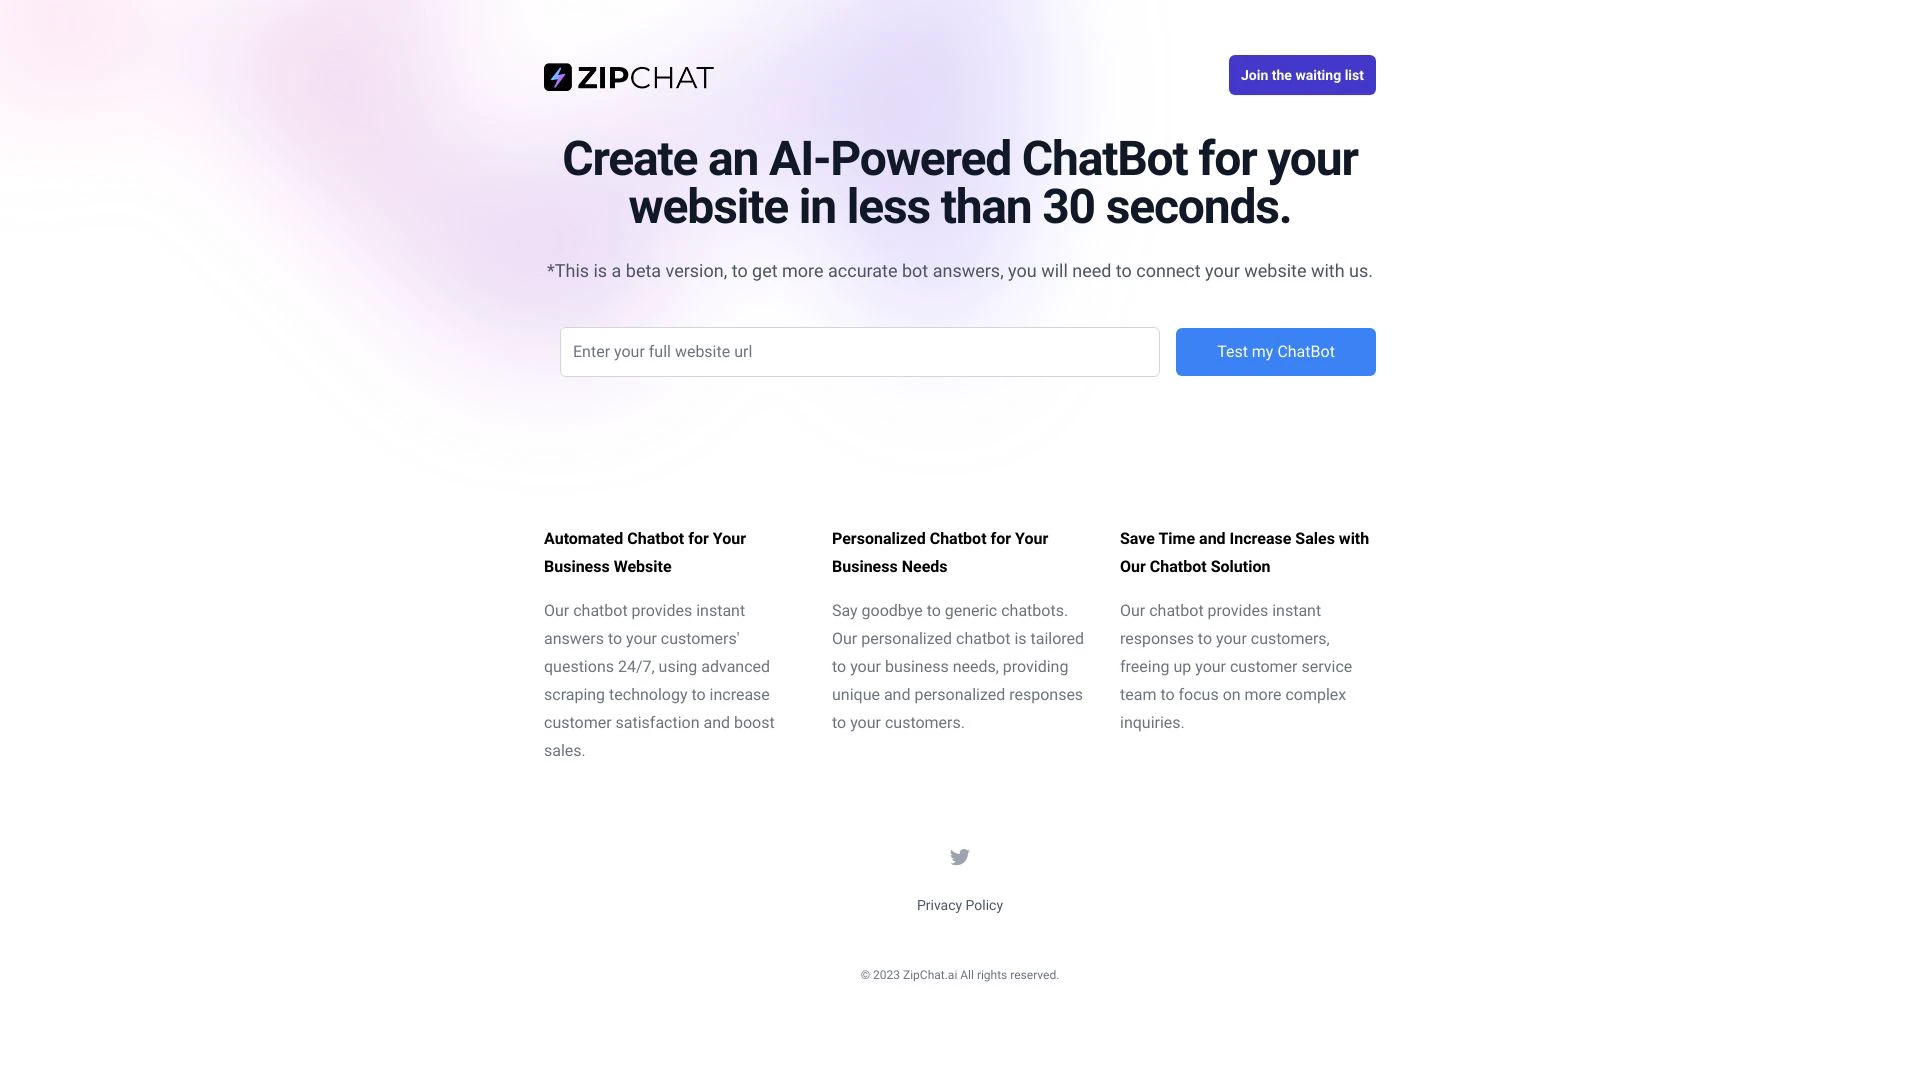 ZIPCHAT
Join the waiting list
Create an AI-Powered ChatBot for your
website in less than 30 seconds.
*This is a beta version, to get more accurate bot answers, you will need to connect your website with us.
Enter your full website url
Test my ChatBot
Automated Chatbot for Your
Business Website
Our chatbot provides instant
answers to your customers'
questions 24/7, using advanced
scraping technology to increase
customer satisfaction and boost
sales.
Personalized Chatbot for Your
Business Needs
Say goodbye to generic chatbots.
Our personalized chatbot is tailored
to your business needs, providing
unique and personalized responses
to your customers.
Save Time and Increase Sales with
Our Chatbot Solution
Our chatbot provides instant
responses to your customers,
freeing up your customer service
team to focus on more complex
inquiries.
Privacy Policy
© 2023 ZipChat.ai All rights reserved.